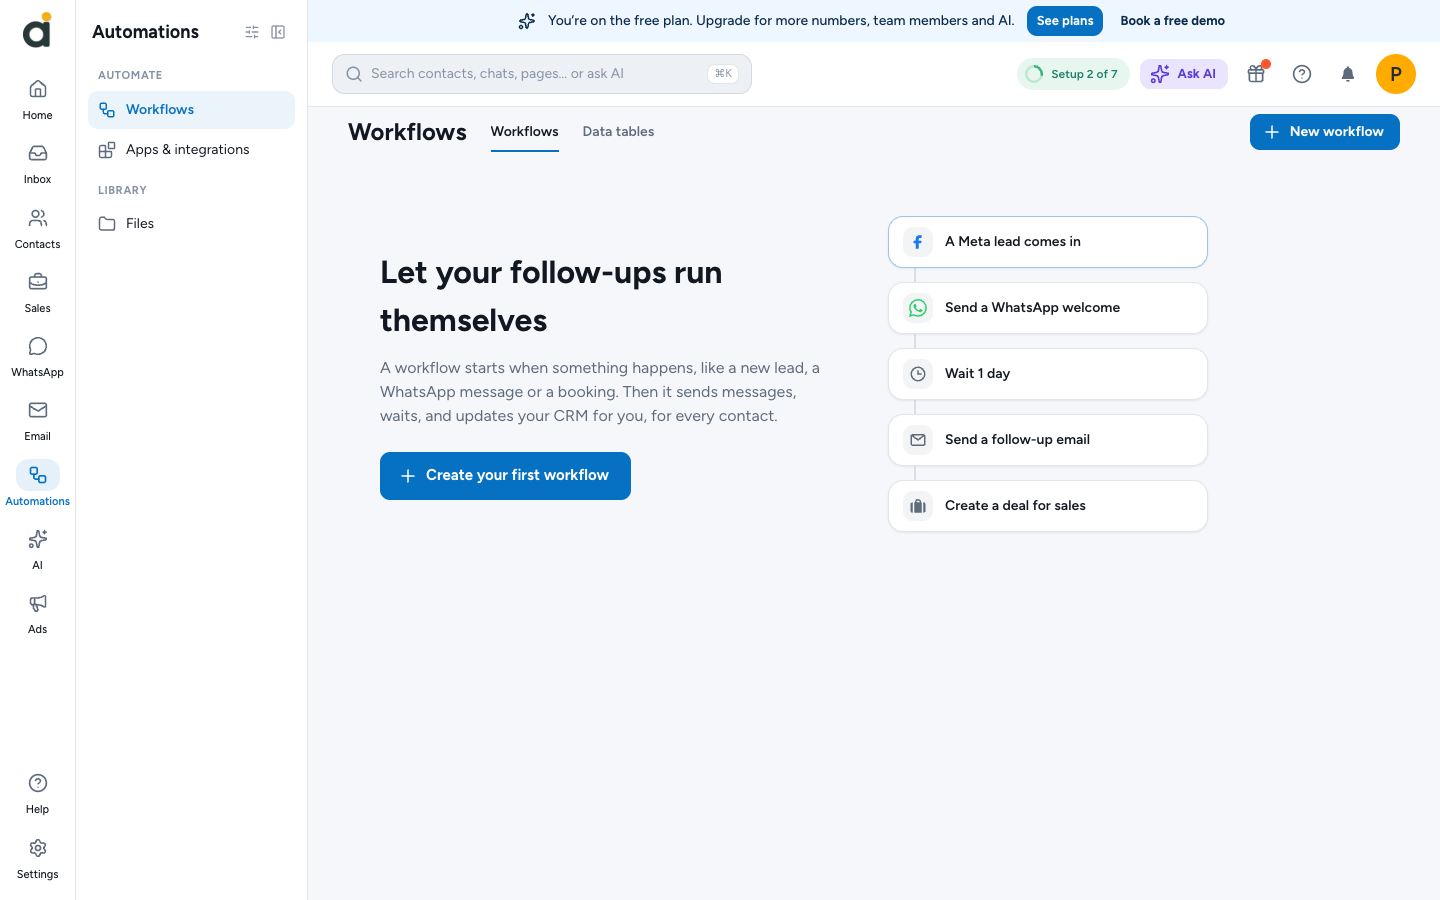 You're on the free plan. Upgrade for more numbers, team members and AI.
See plans
Book a free demo
Automations
Search contacts, chats, pages... or ask AI
⌘K
Setup 2 of 7
Ask AI
P
Home
Inbox
Contacts
Sales
WhatsApp
Email
Automations
AI
Ads
Help
Settings
AUTOMATE
Workflows
Apps & integrations
LIBRARY
Files
Workflows
Workflows
Data tables
New workflow
Let your follow-ups run
themselves
A workflow starts when something happens, like a new lead, a
WhatsApp message or a booking. Then it sends messages,
waits, and updates your CRM for you, for every contact.
Create your first workflow
A Meta lead comes in
Send a WhatsApp welcome
Wait 1 day
Send a follow-up email
Create a deal for sales